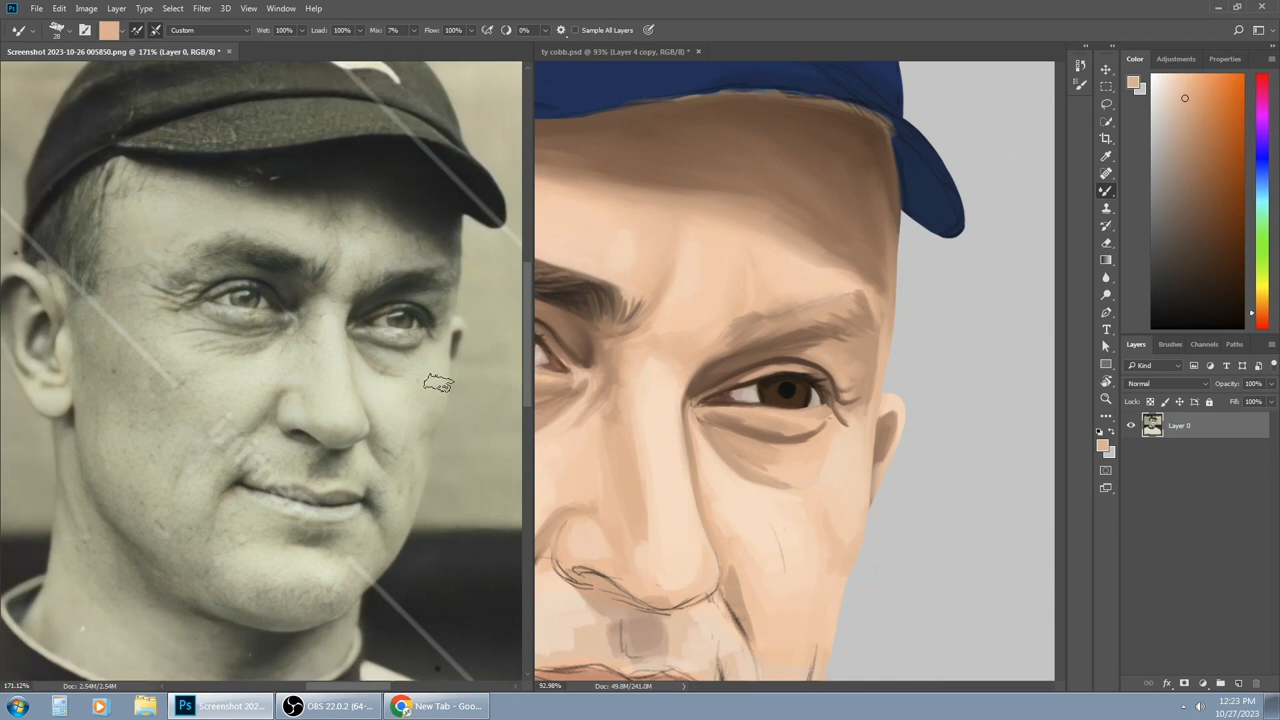 Ps File Edit Image Layer Type Select Filter 3D View Window Help
28 Custom Wet: 100% Load: 100% Mix: 7% Flow: 100% 0% Sample All Layers
Screenshot 2023-10-26 005850.png @ 171% (Layer 0, RGB/8) * × ty cobb.psd @ 93% (Layer 4 copy, RGB/8) * ×
Color Adjustments Properties
Layers Brushes Channels Paths
Kind
Normal Opacity: 100%
Lock: Fill: 100%
Layer 0
T
fx
171.12% Doc: 2.54M/2.54M 92.98% Doc: 49.8M/241.0M
Ps Screenshot 202... OBS 22.0.2 (64-... New Tab - Goo...
12:23 PM
10/27/2023